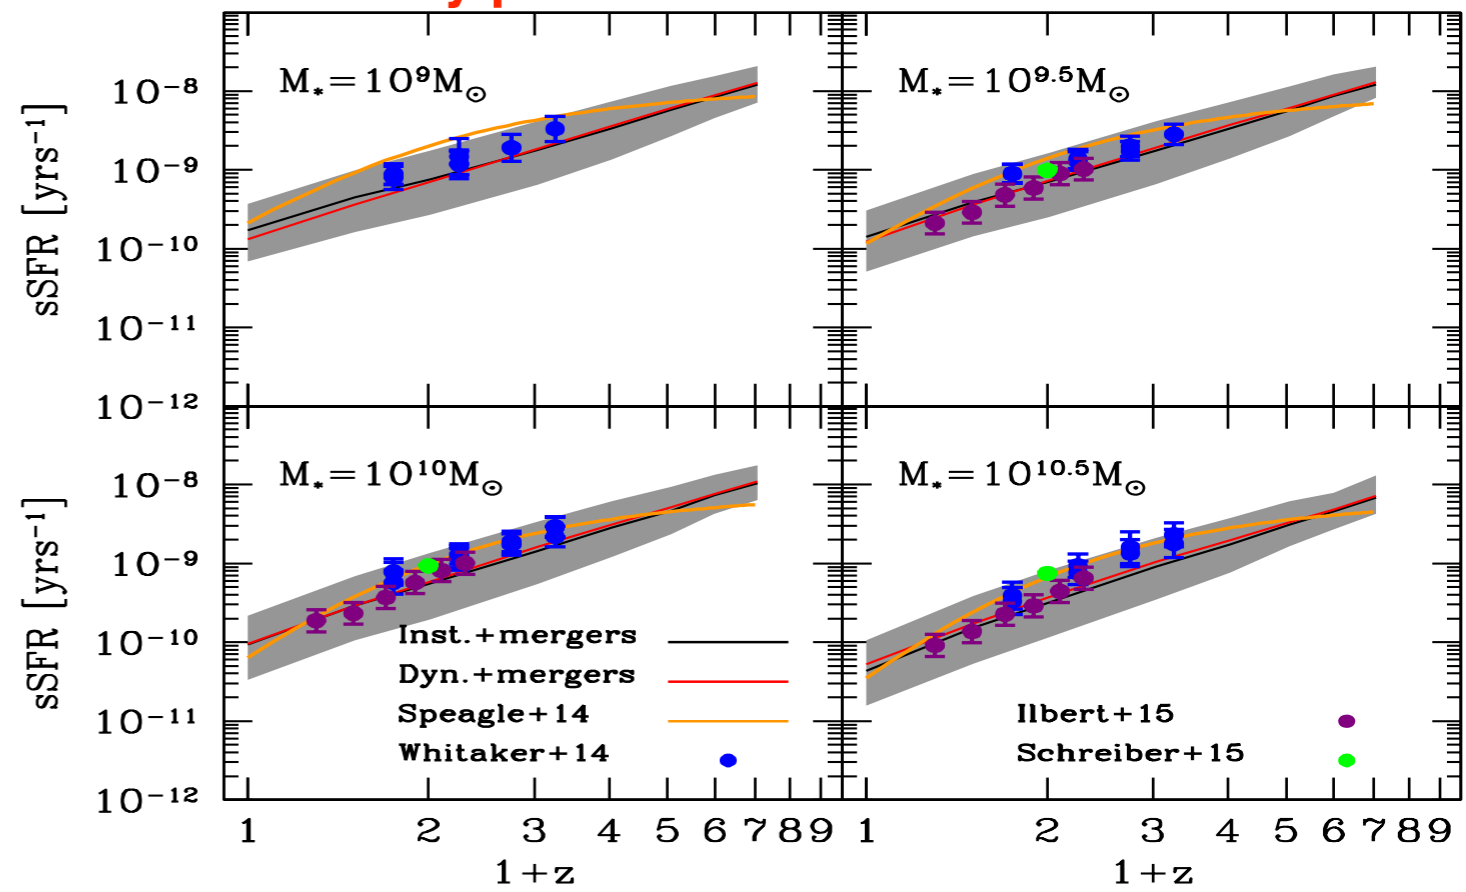 M*=10^9M⊙
M*=10^9.5M⊙
sSFR [yrs^-1]
10^-8
10^-9
10^-10
10^-11
10^-12
M*=10^10M⊙
M*=10^10.5M⊙
sSFR [yrs^-1]
10^-8
10^-9
10^-10
10^-11
10^-12
Inst.+mergers
Dyn.+mergers
Speagle+14
Whitaker+14
Ilbert+15
Schreiber+15
1 2 3 4 5 6 7 8 9
1 2 3 4 5 6 7 8 9
1+z
1+z